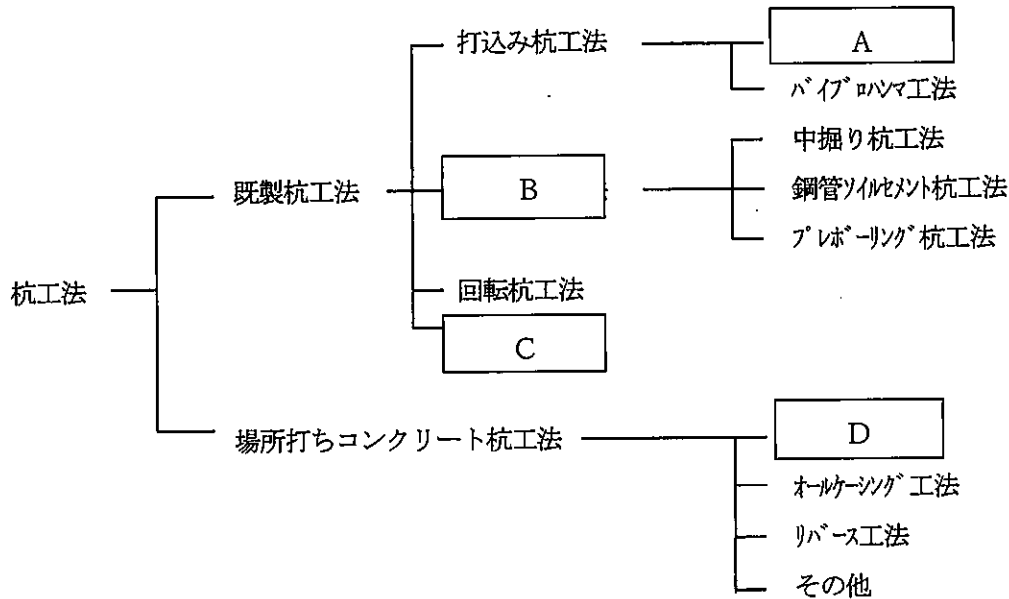 打込み杭工法
A
バイブロハンマ工法
中掘り杭工法
既製杭工法
B
鋼管ソイルセメント杭工法
プレボーリング杭工法
杭工法
回転杭工法
C
場所打ちコンクリート杭工法
D
オールケーシング工法
リバース工法
その他